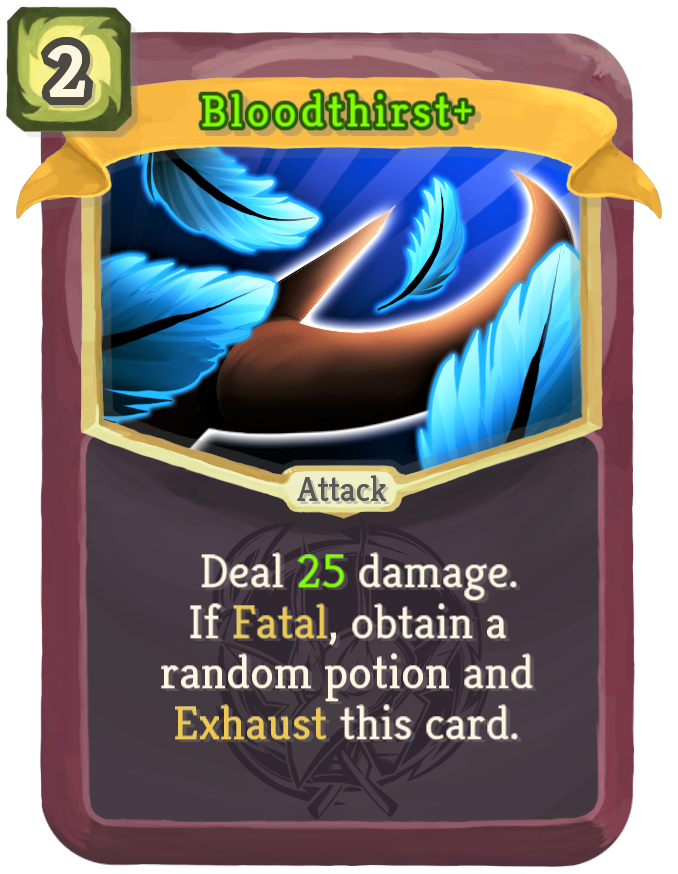 2
Bloodthirst+
Attack
Deal 25 damage.
If Fatal, obtain a
random potion and
Exhaust this card.